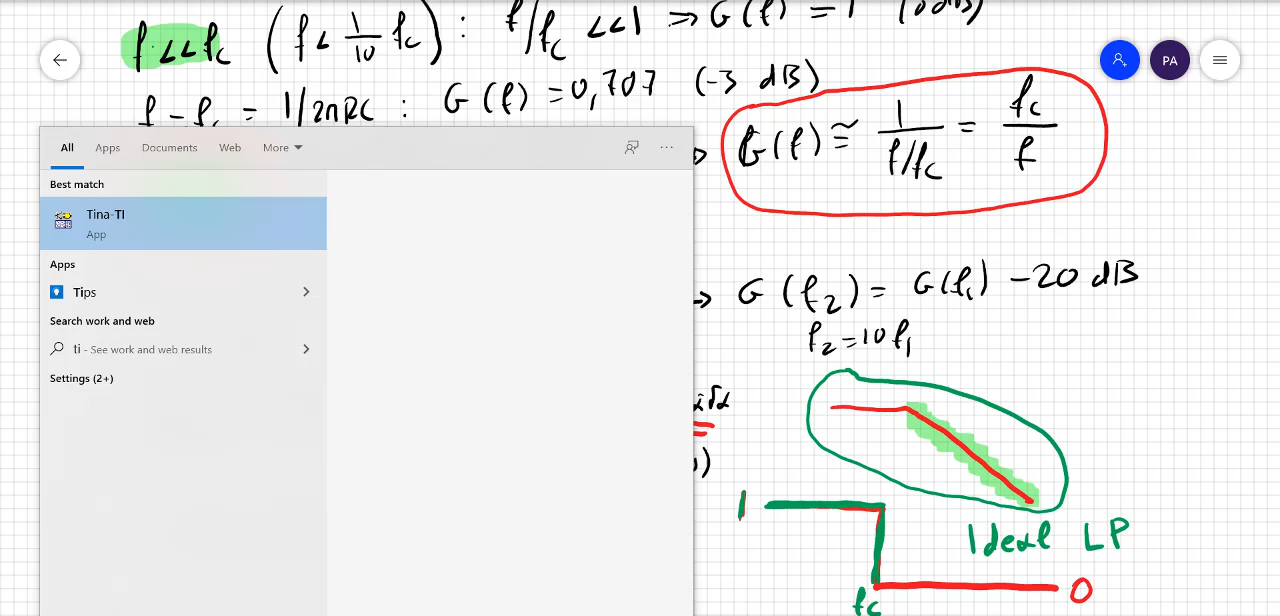 f << fc (f < 1/10 fc) : f/fc << 1 => G(f) = 1 (0dB)
f = fc = 1/2πRC : G(f) = 0,707 (-3 dB)
PA
G(f) ≅ 1/(f/fc) = fc/f
All Apps Documents Web More
Best match
Tina-TI
App
Apps
Tips
Search work and web
ti - See work and web results
Settings (2+)
→ G(f2) = G(f1) -20 dB
f2 = 10 f1
1
Ideal LP
0
fc